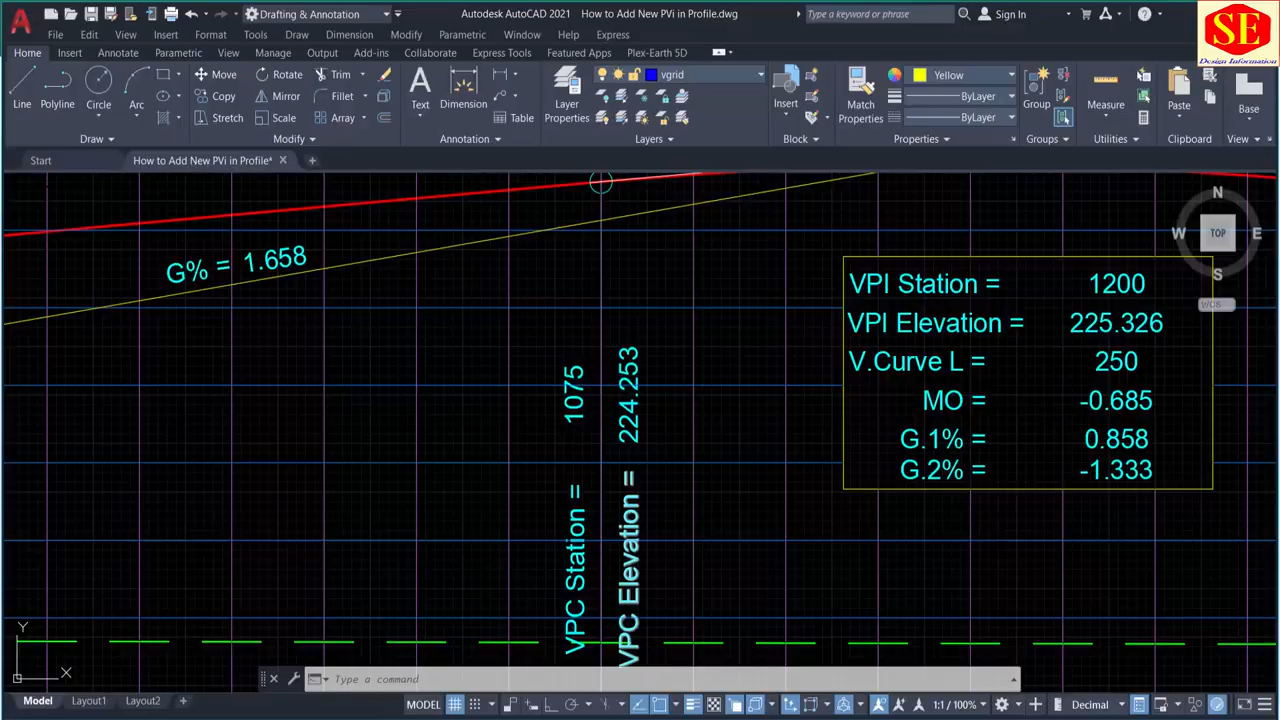 Drafting & Annotation
Autodesk AutoCAD 2021
How to Add New PVi in Profile.dwg
Type a keyword or phrase
Sign In
SE
Design Information
File Edit View Insert Format Tools Draw Dimension Modify Parametric Window Help Express
Home Insert Annotate Parametric View Manage Output Add-ins Collaborate Express Tools Featured Apps Plex-Earth 5D
Line
Polyline
Circle
Arc
Move
Rotate
Trim
Copy
Mirror
Fillet
Stretch
Scale
Array
Text
Dimension
Table
Layer
Properties
vgrid
Insert
Match
Properties
Yellow
ByLayer
ByLayer
Group
Measure
Paste
Base
Draw
Modify
Annotation
Layers
Block
Properties
Groups
Utilities
Clipboard
View
Start
How to Add New PVi in Profile*
G% = 1.658
VPC Station = 1075
VPC Elevation = 224.253
N
W
TOP
E
S
WCS
VPI Station = 1200
VPI Elevation = 225.326
V.Curve L = 250
MO = -0.685
G.1% = 0.858
G.2% = -1.333
Y
X
Type a command
Model Layout1 Layout2
MODEL
1:1 / 100%
Decimal